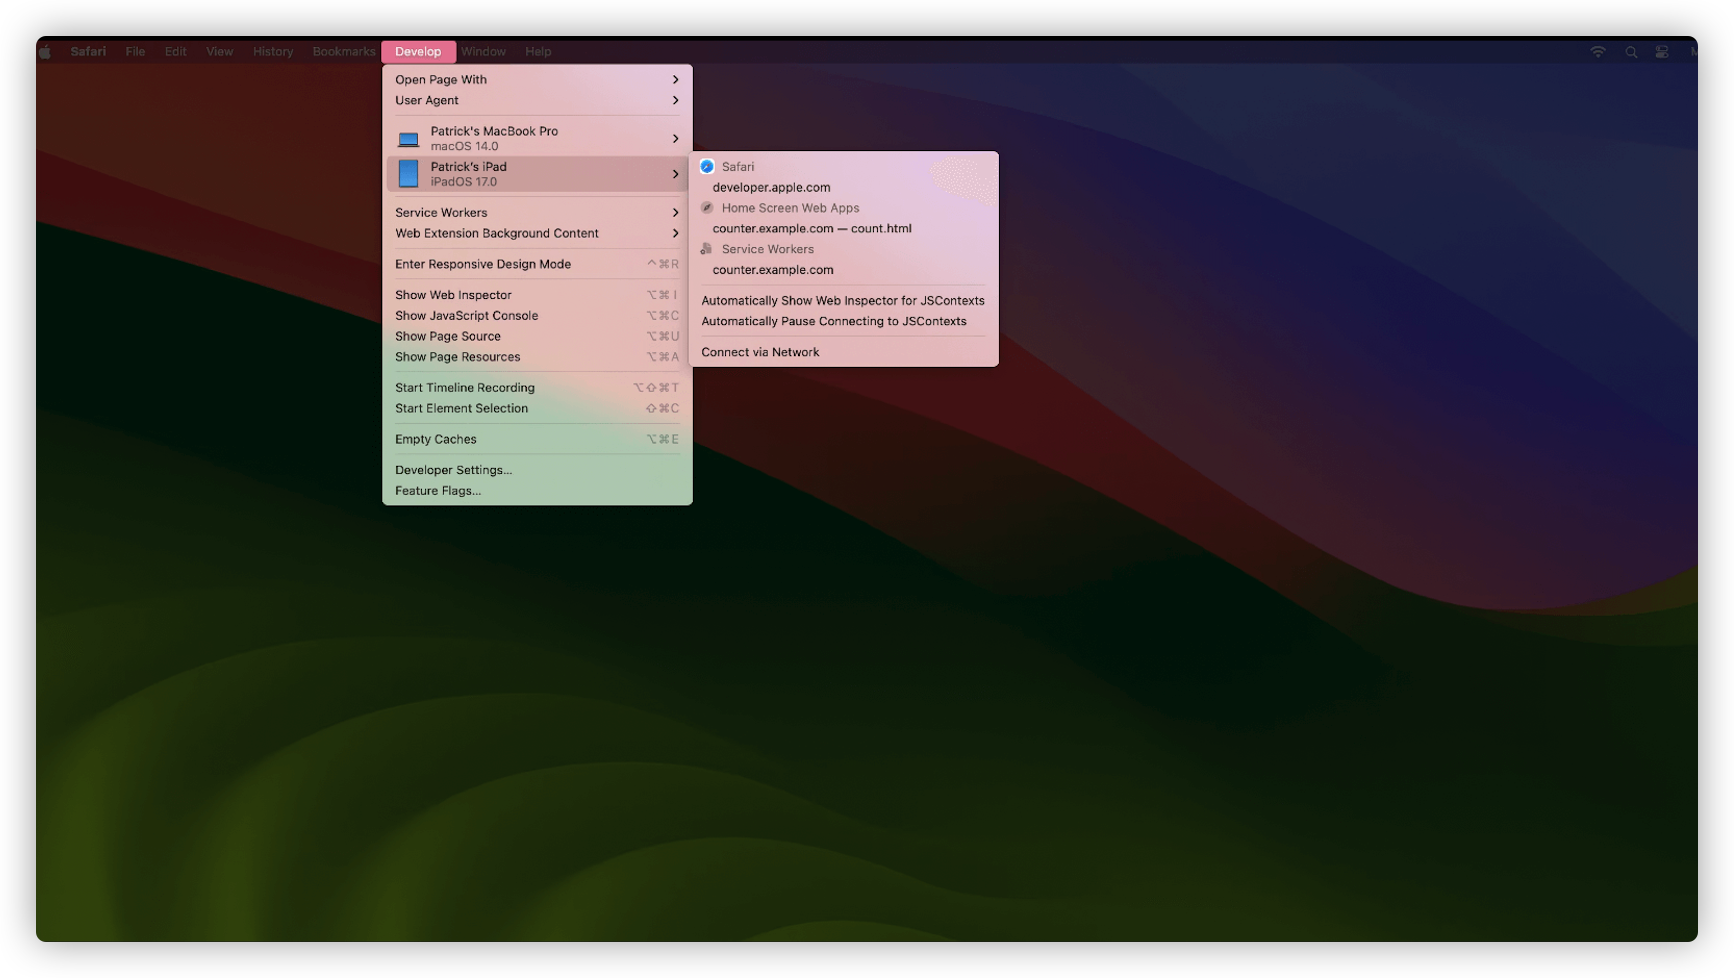 Safari File Edit View History Bookmarks Develop Window Help
Open Page With
User Agent
Patrick's MacBook Pro
macOS 14.0
Patrick's iPad
iPadOS 17.0
Service Workers
Web Extension Background Content
Enter Responsive Design Mode ⌃⌘R
Show Web Inspector ⌥⌘I
Show JavaScript Console ⌥⌘C
Show Page Source ⌥⌘U
Show Page Resources ⌥⌘A
Start Timeline Recording ⌥⇧⌘T
Start Element Selection ⇧⌘C
Empty Caches ⌥⌘E
Developer Settings...
Feature Flags...
Safari
developer.apple.com
Home Screen Web Apps
counter.example.com — count.html
Service Workers
counter.example.com
Automatically Show Web Inspector for JSContexts
Automatically Pause Connecting to JSContexts
Connect via Network